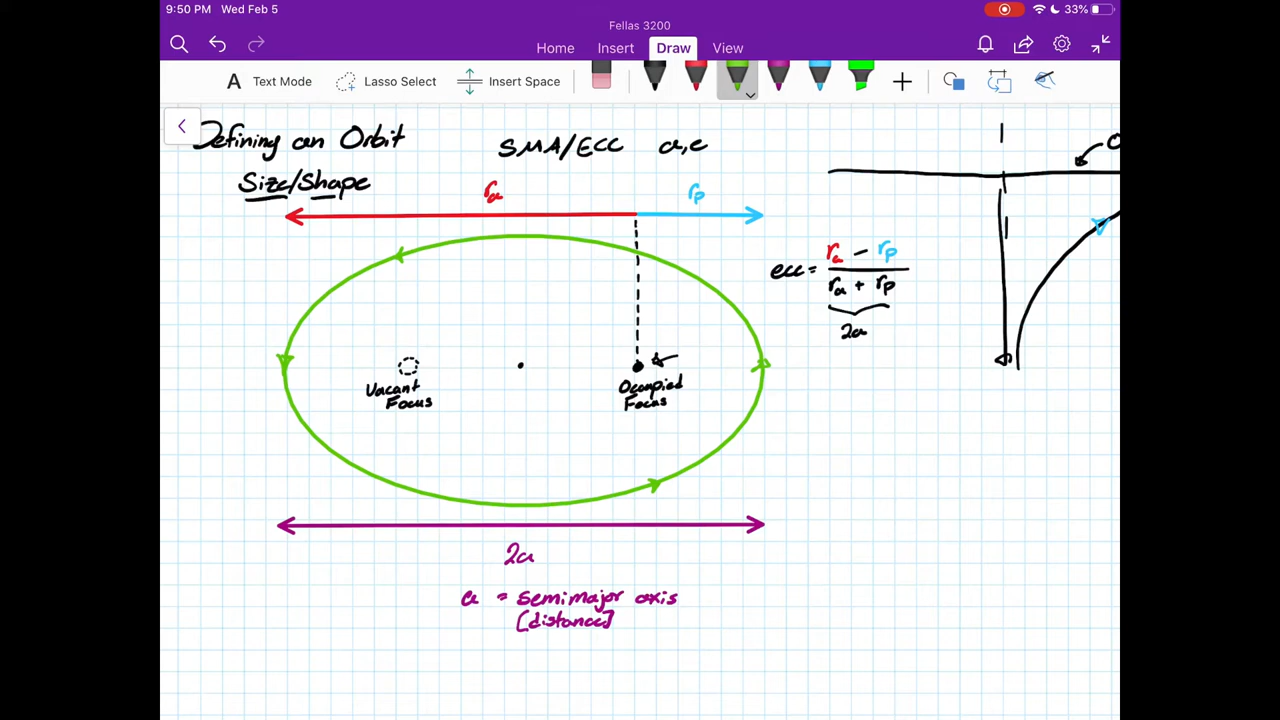 9:50 PM Wed Feb 5
33%
Fellas 3200
Home Insert Draw View
Text Mode Lasso Select Insert Space
Defining an Orbit
SMA/ECC a,e
Size/Shape
ra rp
ecc = ra - rp
ra + rp
2a
Vacant
Focus
Occupied
Focus
2a
a = semimajor axis
[distance]